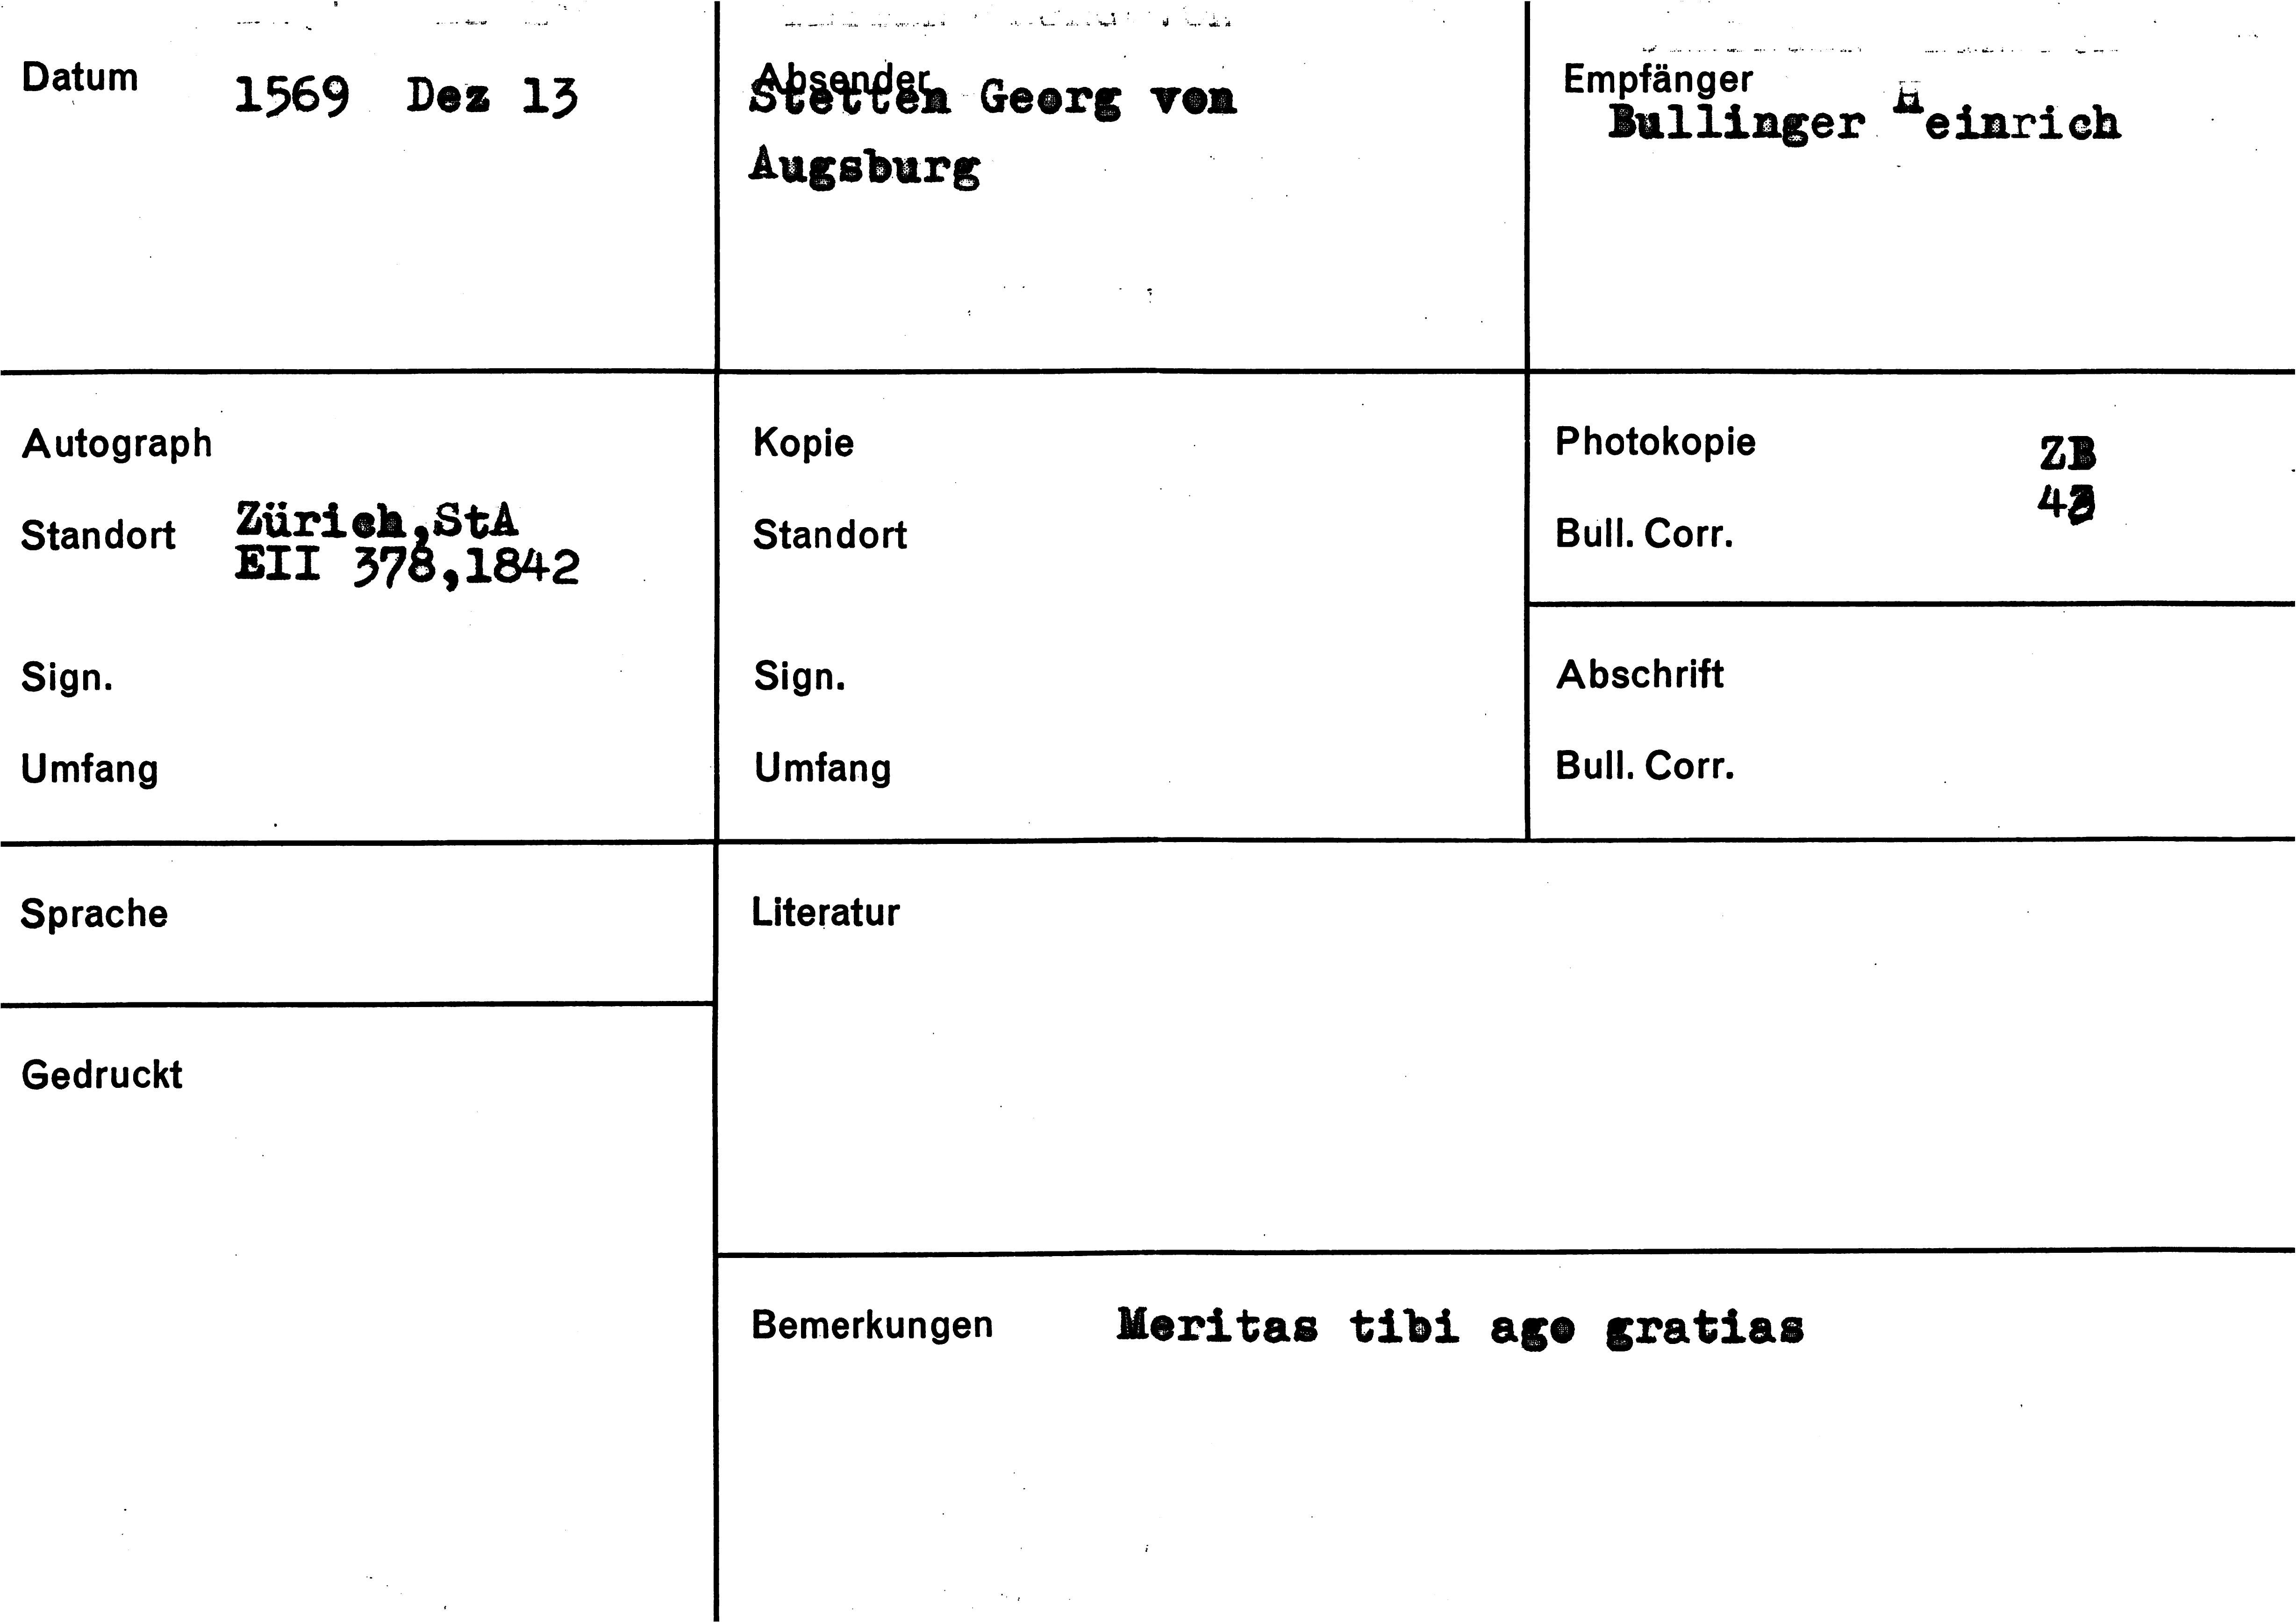 Datum 1569 Dez 13
Absender
Stetten Georg von
Augsburg
Empfänger
Bullinger Heinrich
Autograph
Standort Zürich,StA
EII 378,1842
Sign.
Umfang
Kopie
Standort
Sign.
Umfang
Photokopie ZB
Bull. Corr.
Abschrift
Bull. Corr.
Sprache
Gedruckt
Literatur
Bemerkungen Meritas tibi ago gratias